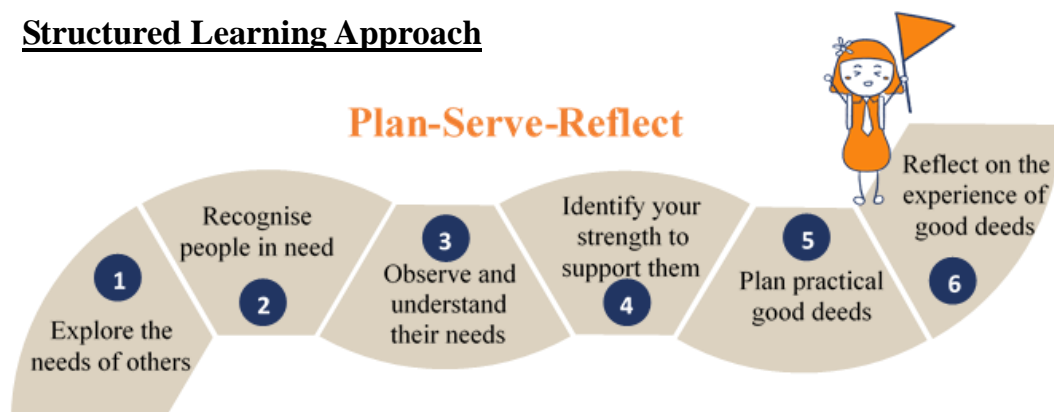 Structured Learning Approach
Plan-Serve-Reflect
1
Explore the
needs of others
Recognise
people in need
2
3
Observe and
understand
their needs
Identify your
strength to
support them
4
5
Plan practical
good deeds
Reflect on the
experience of
good deeds
6